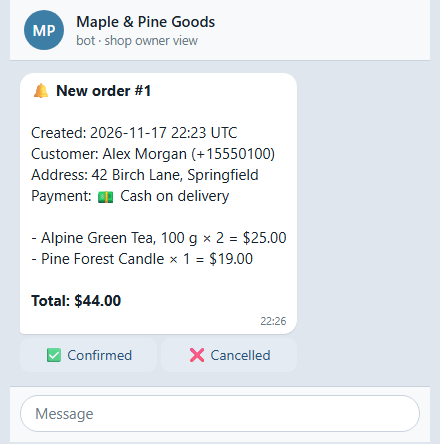 MP
Maple & Pine Goods
bot · shop owner view
🔔 New order #1
Created: 2026-11-17 22:23 UTC
Customer: Alex Morgan (+15550100)
Address: 42 Birch Lane, Springfield
Payment: 💵 Cash on delivery
- Alpine Green Tea, 100 g × 2 = $25.00
- Pine Forest Candle × 1 = $19.00
Total: $44.00
22:26
✅ Confirmed
❌ Cancelled
Message